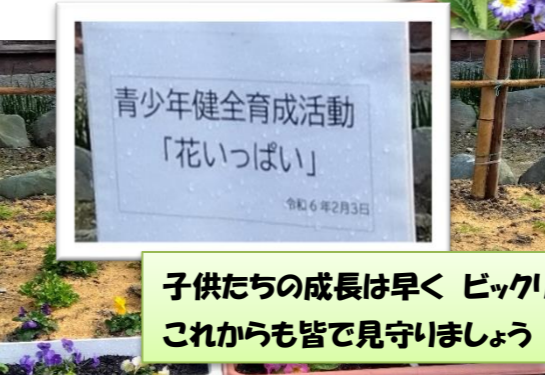 青少年健全育成活動
「花いっぱい」
令和6年2月3日
子供たちの成長は早く ビックリ
これからも皆で見守りましょう